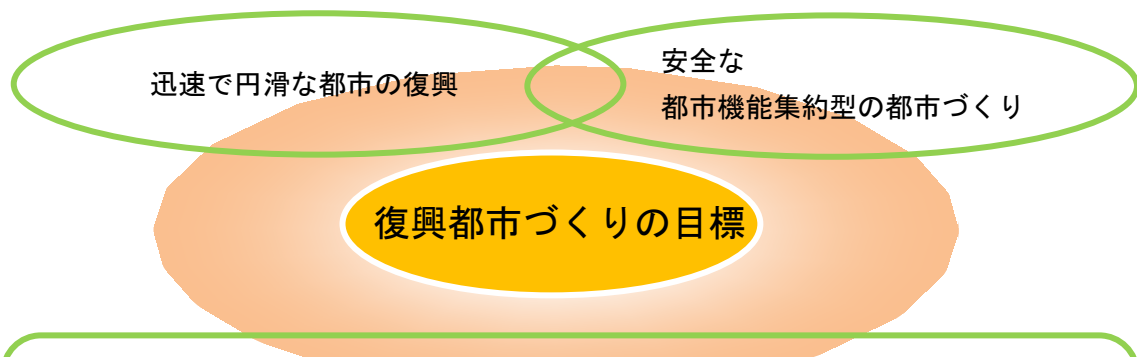 迅速で円滑な都市の復興
安全な
都市機能集約型の都市づくり
復興都市づくりの目標